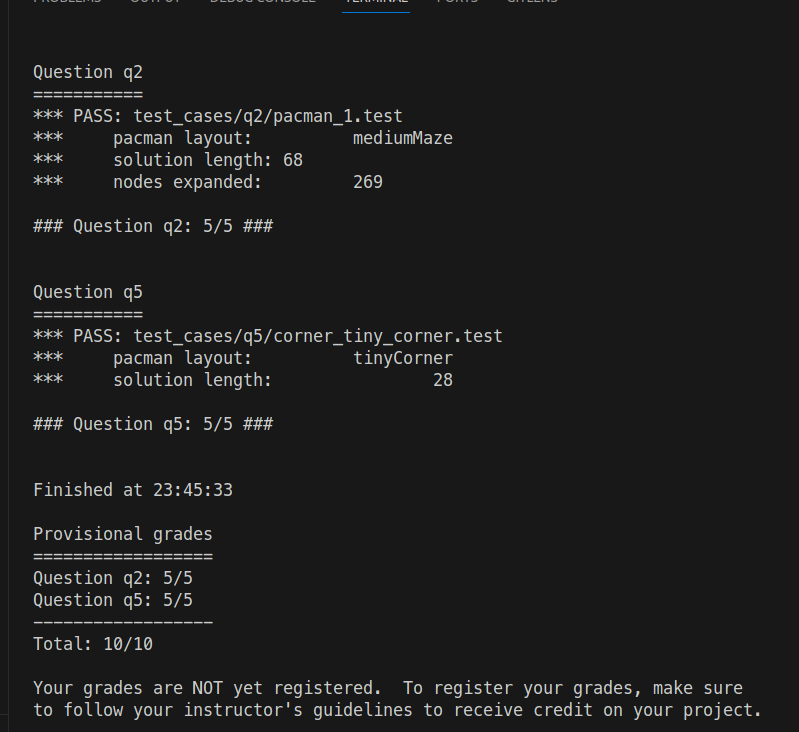 PROBLEMS OUTPUT DEBUG CONSOLE TERMINAL PORTS GITLENS
Question q2
===========
*** PASS: test_cases/q2/pacman_1.test
***     pacman layout:          mediumMaze
***     solution length: 68
***     nodes expanded:         269
### Question q2: 5/5 ###
Question q5
===========
*** PASS: test_cases/q5/corner_tiny_corner.test
***     pacman layout:          tinyCorner
***     solution length:                28
### Question q5: 5/5 ###
Finished at 23:45:33
Provisional grades
==================
Question q2: 5/5
Question q5: 5/5
------------------
Total: 10/10
Your grades are NOT yet registered.  To register your grades, make sure
to follow your instructor's guidelines to receive credit on your project.